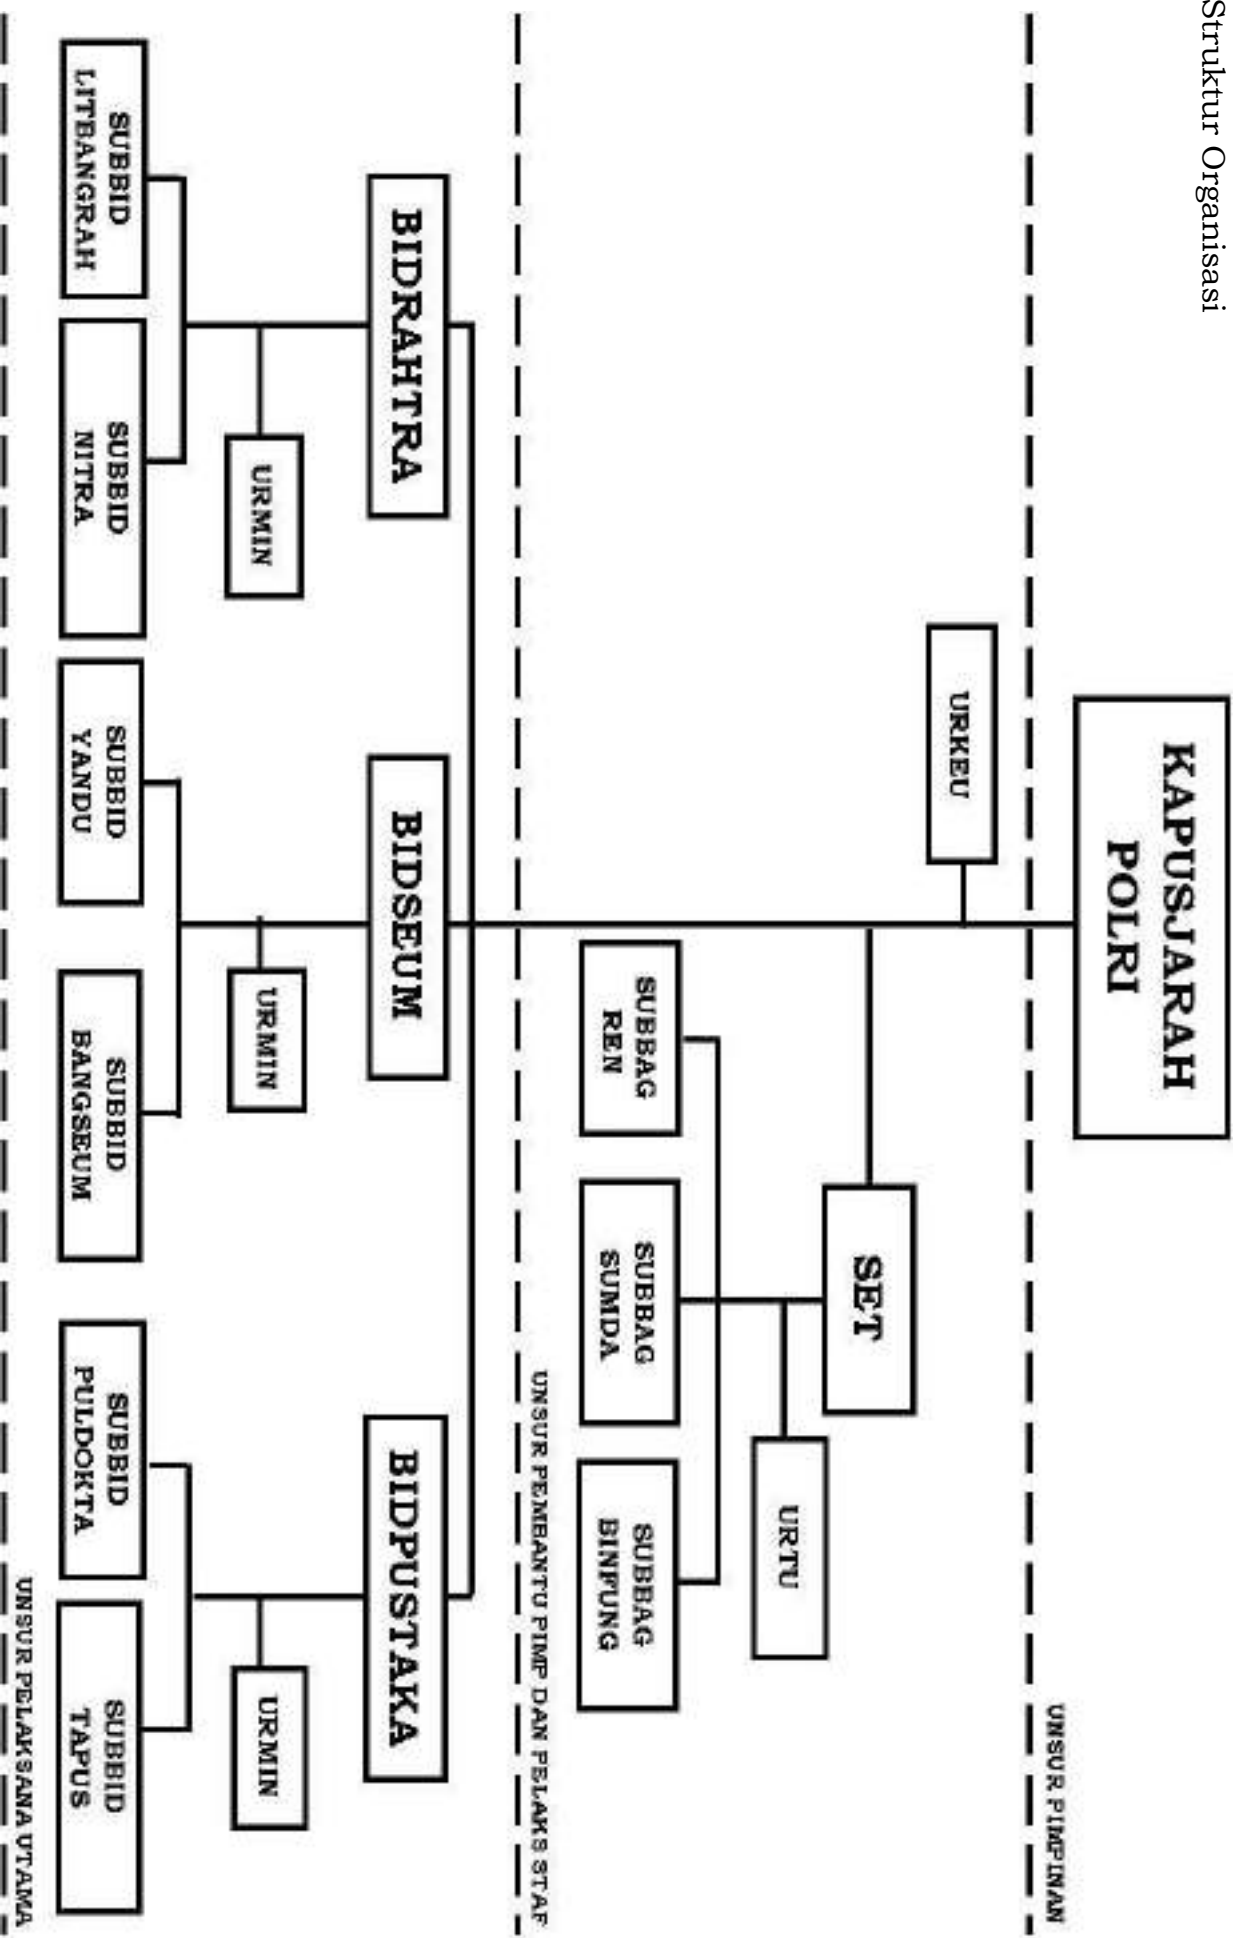 Struktur Organisasi
KAPUSJARAH
POLRI
UNSUR PIMPINAN
URKEU
SET
URTU
SUBBAG
REN
SUBBAG
SUMDA
SUBBAG
BINFUNG
UNSUR PEMBANTU PIMP DAN PELAKS STAF
BIDRAHTRA
BIDSEUM
BIDPUSTAKA
URMIN
URMIN
URMIN
SUBBID
LITBANGRAH
SUBBID
NITRA
SUBBID
YANDU
SUBBID
BANGSEUM
SUBBID
PULDOKTA
SUBBID
TAPUS
UNSUR PELAKSANA UTAMA